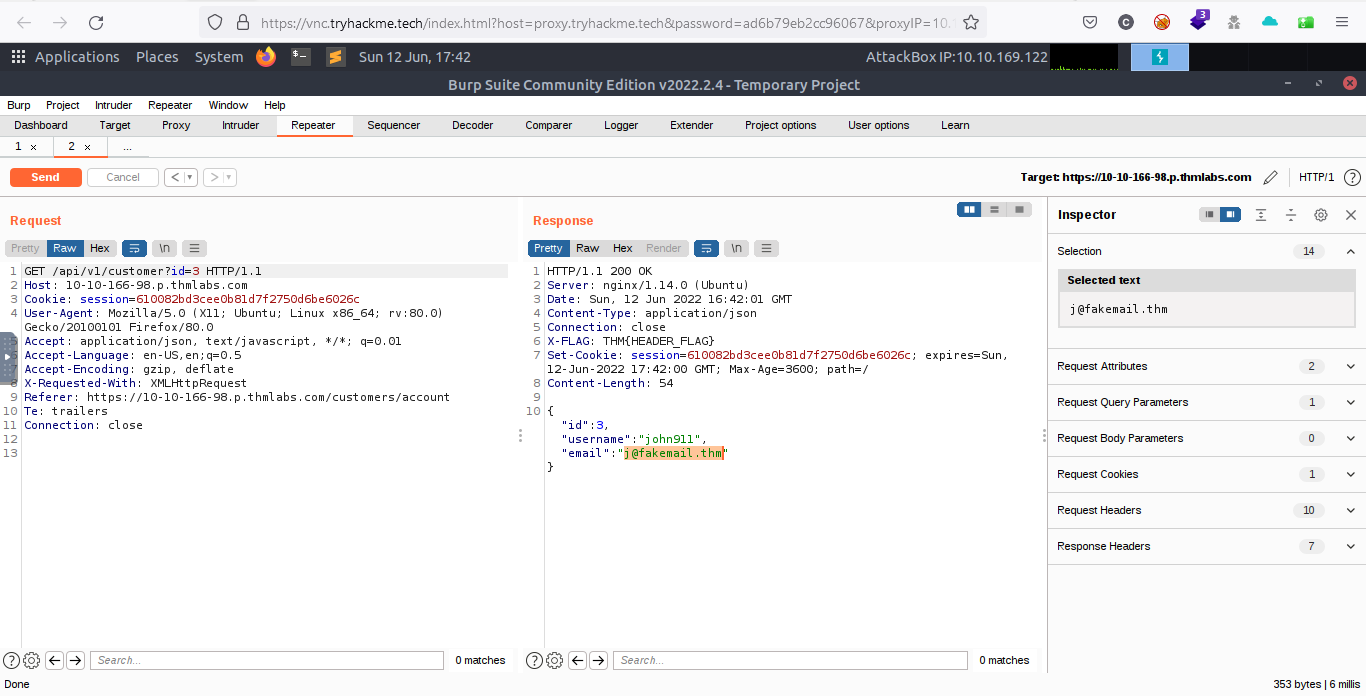 https://vnc.tryhackme.tech/index.html?host=proxy.tryhackme.tech&password=ad6b79eb2cc96067&proxyIP=10.
3
Applications Places System Sun 12 Jun, 17:42 AttackBox IP:10.10.169.122
Burp Suite Community Edition v2022.2.4 - Temporary Project
Burp Project Intruder Repeater Window Help
Dashboard Target Proxy Intruder Repeater Sequencer Decoder Comparer Logger Extender Project options User options Learn
1 × 2 × ...
Send Cancel < > Target: https://10-10-166-98.p.thmlabs.com HTTP/1 ?
Request
Pretty Raw Hex \n
1 GET /api/v1/customer?id=3 HTTP/1.1
2 Host: 10-10-166-98.p.thmlabs.com
3 Cookie: session=610082bd3cee0b81d7f2750d6be6026c
4 User-Agent: Mozilla/5.0 (X11; Ubuntu; Linux x86_64; rv:80.0)
Gecko/20100101 Firefox/80.0
Accept: application/json, text/javascript, */*; q=0.01
Accept-Language: en-US,en;q=0.5
Accept-Encoding: gzip, deflate
8 X-Requested-With: XMLHttpRequest
9 Referer: https://10-10-166-98.p.thmlabs.com/customers/account
10 Te: trailers
11 Connection: close
12
13
? Search... 0 matches
Response
Pretty Raw Hex Render \n
1 HTTP/1.1 200 OK
2 Server: nginx/1.14.0 (Ubuntu)
3 Date: Sun, 12 Jun 2022 16:42:01 GMT
4 Content-Type: application/json
5 Connection: close
6 X-FLAG: THM{HEADER_FLAG}
7 Set-Cookie: session=610082bd3cee0b81d7f2750d6be6026c; expires=Sun,
12-Jun-2022 17:42:00 GMT; Max-Age=3600; path=/
8 Content-Length: 54
9
10 {
"id":3,
"username":"john911",
"email":"j@fakemail.thm"
}
? Search... 0 matches
Inspector
Selection 14
Selected text
j@fakemail.thm
Request Attributes 2
Request Query Parameters 1
Request Body Parameters 0
Request Cookies 1
Request Headers 10
Response Headers 7
Done 353 bytes | 6 millis